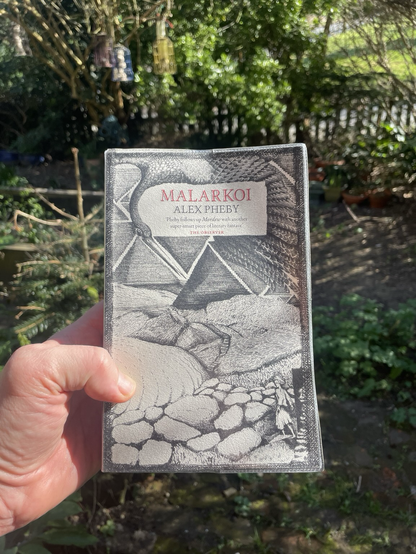 MALARKOI
ALEX PHEBY
Pheby follows up Mordew with another
super-smart piece of literary fantasy
THE OBSERVER